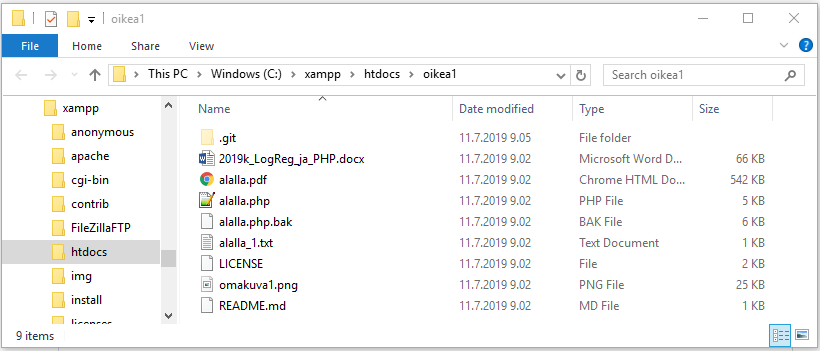 oikea1
File Home Share View
This PC Windows (C:) xampp htdocs oikea1 Search oikea1
xampp
anonymous
apache
cgi-bin
contrib
FileZillaFTP
htdocs
img
install
licenses
Name Date modified Type Size
.git 11.7.2019 9.05 File folder
2019k_LogReg_ja_PHP.docx 11.7.2019 9.02 Microsoft Word D... 66 KB
alalla.pdf 11.7.2019 9.02 Chrome HTML Do... 542 KB
alalla.php 11.7.2019 9.02 PHP File 5 KB
alalla.php.bak 11.7.2019 9.02 BAK File 6 KB
alalla_1.txt 11.7.2019 9.02 Text Document 1 KB
LICENSE 11.7.2019 9.02 File 2 KB
omakuva1.png 11.7.2019 9.02 PNG File 25 KB
README.md 11.7.2019 9.02 MD File 1 KB
9 items